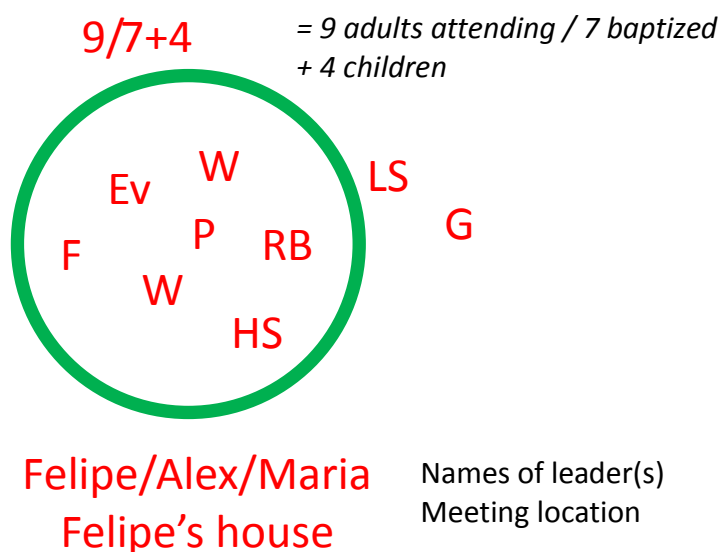 9/7+4
= 9 adults attending / 7 baptized
+ 4 children
W
LS
Ev
G
P
RB
F
W
HS
Felipe/Alex/Maria
Felipe’s house
Names of leader(s)
Meeting location